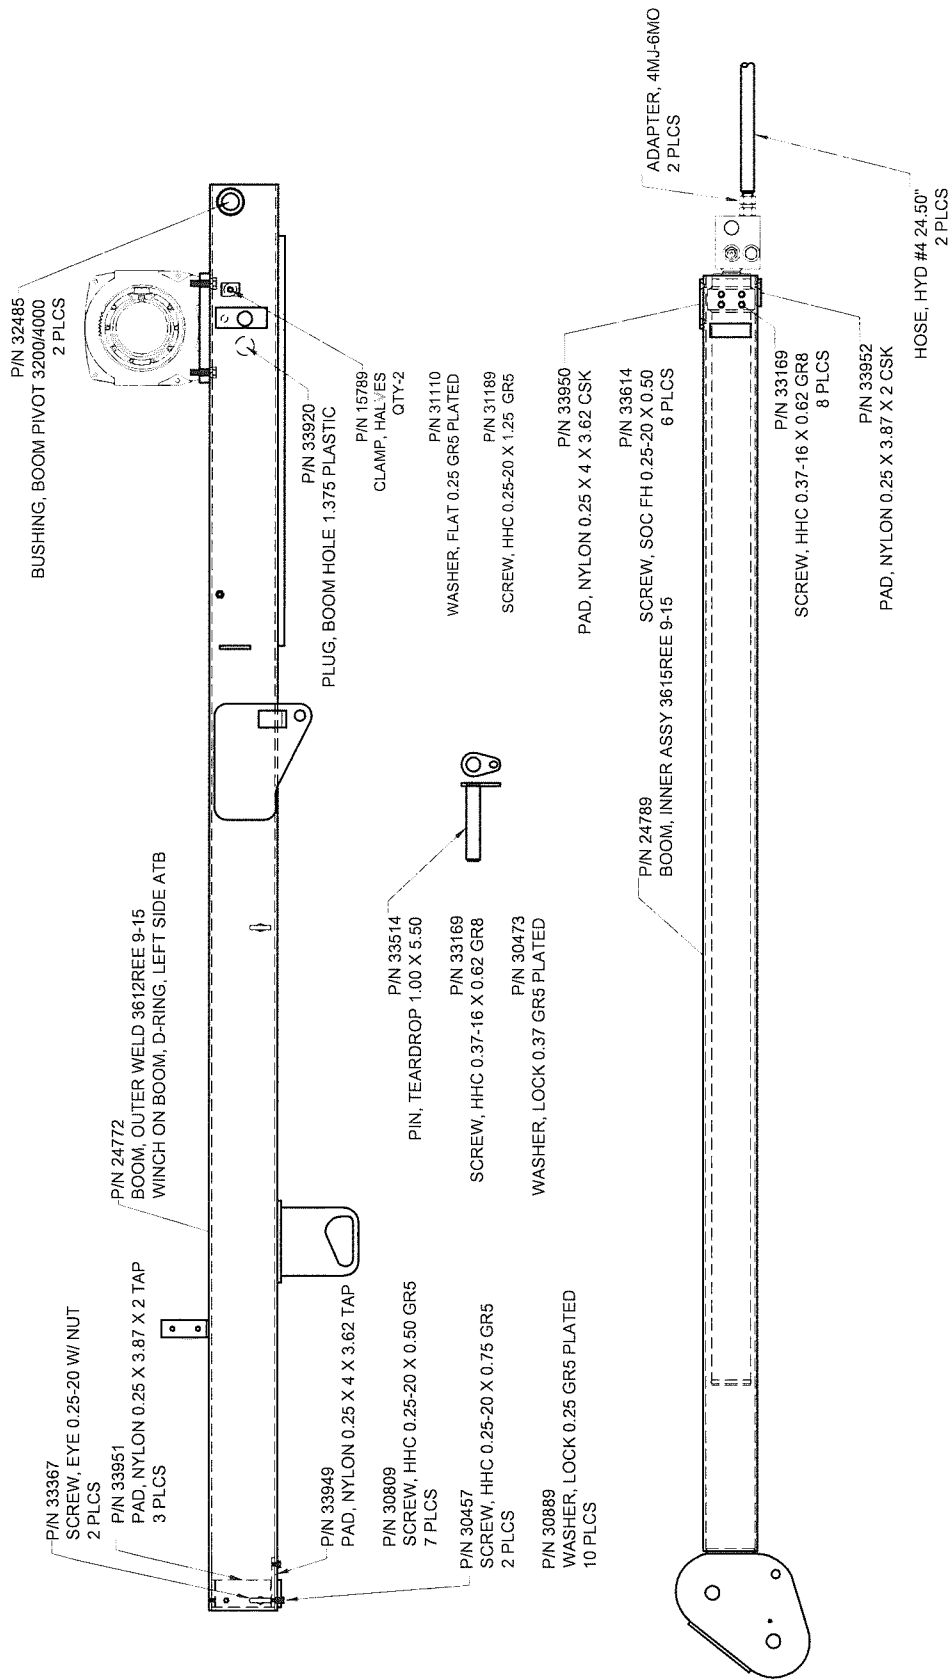 P/N 33367
SCREW, EYE 0.25-20 W/ NUT
2 PLCS
P/N 33951
PAD, NYLON 0.25 X 3.87 X 2 TAP
3 PLCS
P/N 24772
BOOM, OUTER WELD 3612REE 9-15
WINCH ON BOOM, D-RING, LEFT SIDE ATB
P/N 32485
BUSHING, BOOM PIVOT 3200/4000
2 PLCS
P/N 33949
PAD, NYLON 0.25 X 4 X 3.62 TAP
P/N 30809
SCREW, HHC 0.25-20 X 0.50 GR5
7 PLCS
P/N 30457
SCREW, HHC 0.25-20 X 0.75 GR5
2 PLCS
P/N 30889
WASHER, LOCK 0.25 GR5 PLATED
10 PLCS
P/N 33514
PIN, TEARDROP 1.00 X 5.50
P/N 33169
SCREW, HHC 0.37-16 X 0.62 GR8
P/N 30473
WASHER, LOCK 0.37 GR5 PLATED
P/N 33920
PLUG, BOOM HOLE 1.375 PLASTIC
P/N 15789
CLAMP, HALVES
QTY-2
P/N 31110
WASHER, FLAT 0.25 GR5 PLATED
P/N 31189
SCREW, HHC 0.25-20 X 1.25 GR5
P/N 33950
PAD, NYLON 0.25 X 4 X 3.62 CSK
P/N 33614
SCREW, SOC FH 0.25-20 X 0.50
6 PLCS
P/N 24789
BOOM, INNER ASSY 3615REE 9-15
ADAPTER, 4MJ-6MO
2 PLCS
P/N 33169
SCREW, HHC 0.37-16 X 0.62 GR8
8 PLCS
P/N 33952
PAD, NYLON 0.25 X 3.87 X 2 CSK
HOSE, HYD #4 24.50"
2 PLCS